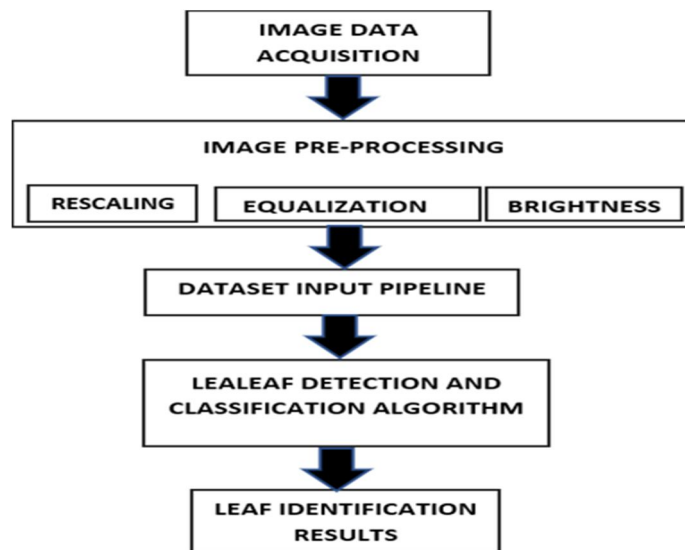 IMAGE DATA
ACQUISITION
IMAGE PRE-PROCESSING
RESCALING
EQUALIZATION
BRIGHTNESS
DATASET INPUT PIPELINE
LEALEAF DETECTION AND
CLASSIFICATION ALGORITHM
LEAF IDENTIFICATION
RESULTS